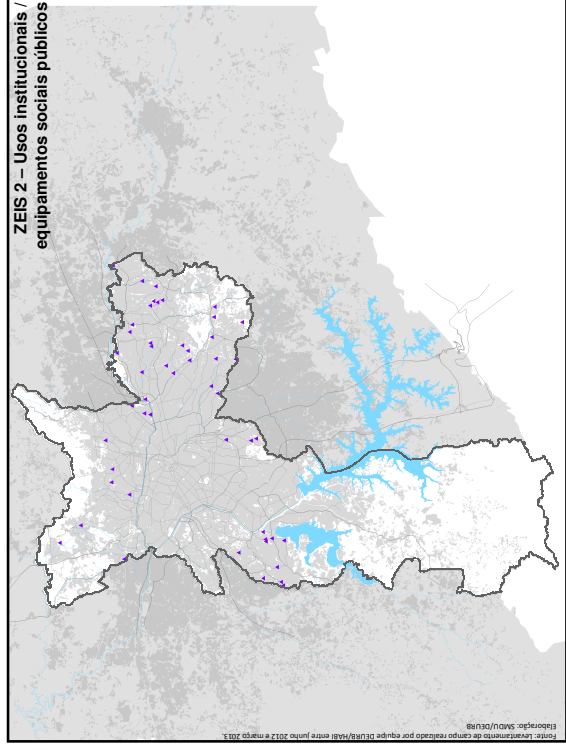 ZEIS 2 – Usos institucionais /
equipamentos sociais públicos
Fonte: Levantamento de campo realizado por equipe DEURB/HABI entre junho 2012 e março 2013.
Elaboração: SMDU/DEURB